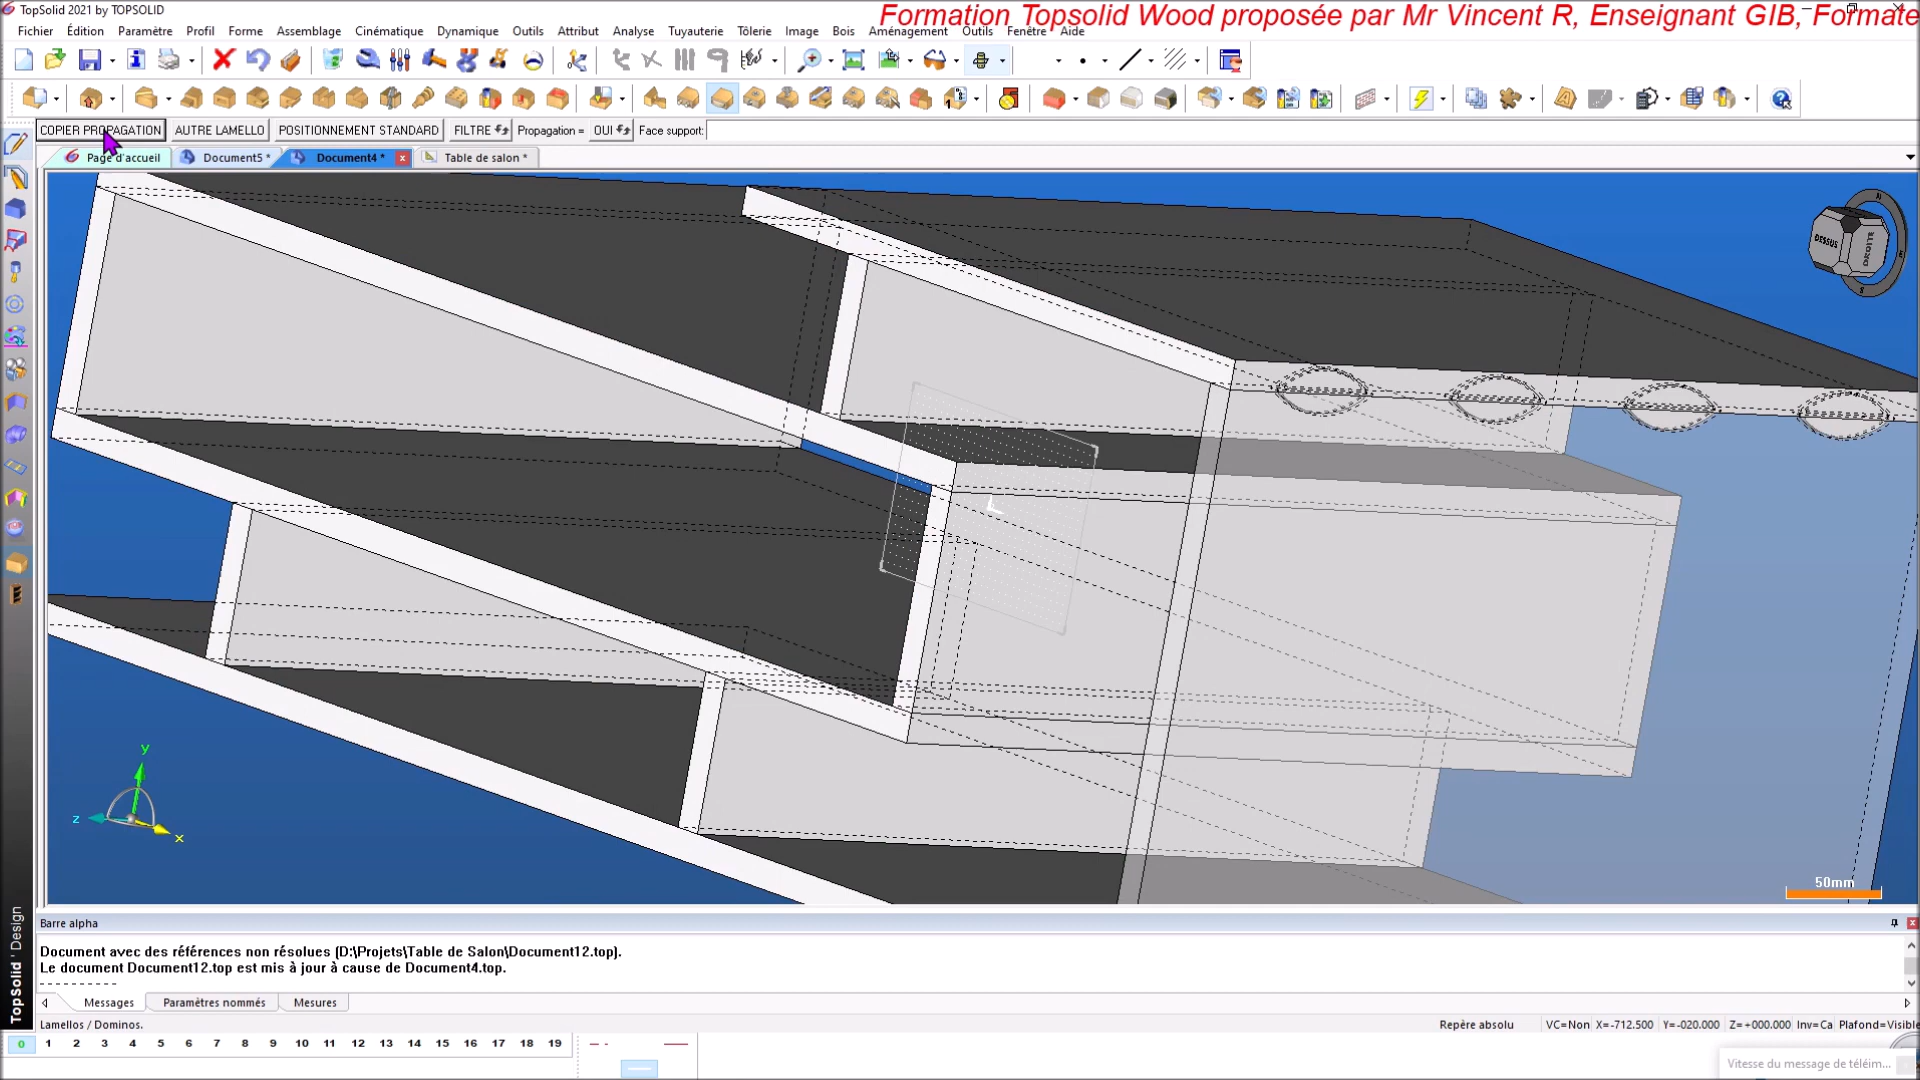 TopSolid 2021 by TOPSOLID
Formation Topsolid Wood proposée par Mr Vincent R, Enseignant GIB, Formate
Fichier Édition Paramètre Profil Forme Assemblage Cinématique Dynamique Outils Attribut Analyse Tuyauterie Tôlerie Image Bois Aménagement Outils Fenêtre Aide
COPIER PROPAGATION AUTRE LAMELLO POSITIONNEMENT STANDARD FILTRE Propagation = OUI Face support:
Page d'accueil Document5 * Document4 * Table de salon *
DESSUS DROITE
y
z
x
50mm
TopSolid ' Design
Barre alpha
Document avec des références non résolues (D:\Projets\Table de Salon\Document12.top).
Le document Document12.top est mis à jour à cause de Document4.top.
- - - - - - - - - - -
Messages Paramètres nommés Mesures
Lamellos / Dominos. Repère absolu VC=Non X=-712.500 Y=-020.000 Z=+000.000 Inv=Ca Plafond=Visible
0 1 2 3 4 5 6 7 8 9 10 11 12 13 14 15 16 17 18 19
Vitesse du message de téléim...